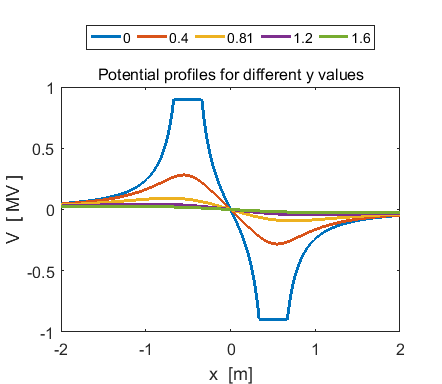 0 0.4 0.81 1.2 1.6
Potential profiles for different y values
1
0.5
0
-0.5
-1
V [ MV ]
-2 -1 0 1 2
x [m]